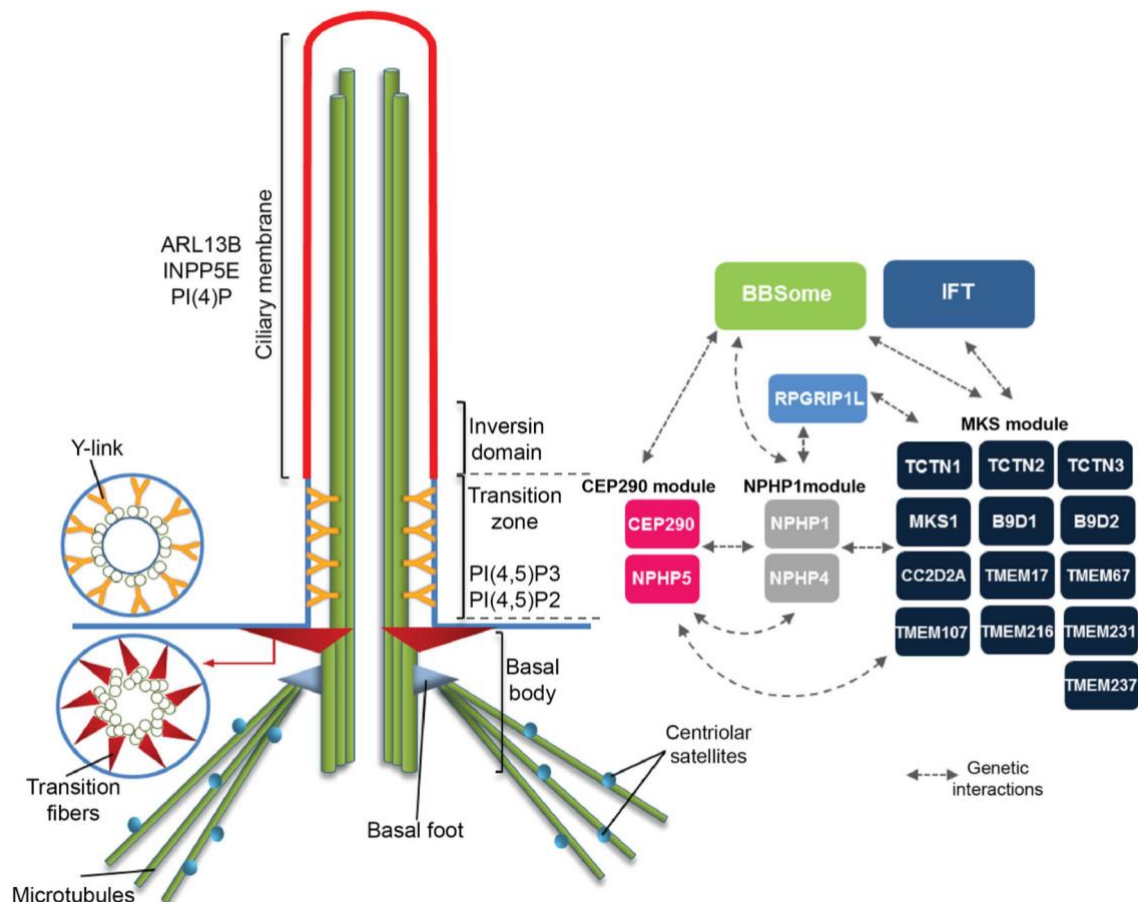 ARL13B
INPP5E
PI(4)P
Ciliary membrane
Y-link
Inversin
domain
Transition
zone
PI(4,5)P3
PI(4,5)P2
Basal
body
Transition
fibers
Microtubules
Basal foot
Centriolar
satellites
BBSome
IFT
RPGRIP1L
MKS module
CEP290 module
NPHP1module
CEP290
NPHP5
NPHP1
NPHP4
TCTN1 TCTN2 TCTN3
MKS1 B9D1 B9D2
CC2D2A TMEM17 TMEM67
TMEM107 TMEM216 TMEM231
TMEM237
Genetic
interactions